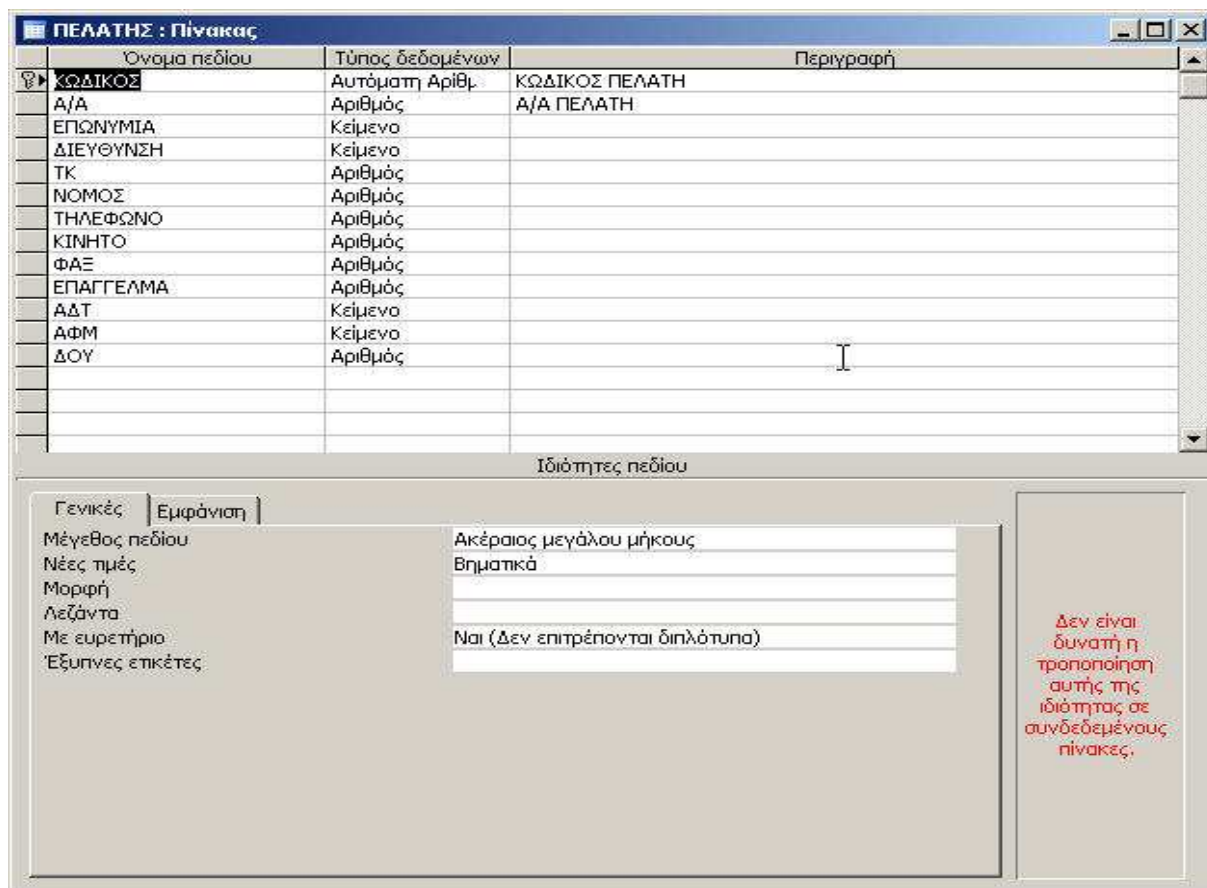 ΠΕΛΑΤΗΣ : Πίνακας
Όνομα πεδίου Τύπος δεδομένων Περιγραφή
ΚΩΔΙΚΟΣ Αυτόματη Αρίθμ ΚΩΔΙΚΟΣ ΠΕΛΑΤΗ
Α/Α Αριθμός Α/Α ΠΕΛΑΤΗ
ΕΠΩΝΥΜΙΑ Κείμενο
ΔΙΕΥΘΥΝΣΗ Κείμενο
ΤΚ Αριθμός
ΝΟΜΟΣ Αριθμός
ΤΗΛΕΦΩΝΟ Αριθμός
ΚΙΝΗΤΟ Αριθμός
ΦΑΞ Αριθμός
ΕΠΑΓΓΕΛΜΑ Αριθμός
ΑΔΤ Κείμενο
ΑΦΜ Κείμενο
ΔΟΥ Αριθμός
Ιδιότητες πεδίου
Γενικές Εμφάνιση
Μέγεθος πεδίου Ακέραιος μεγάλου μήκους
Νέες τιμές Βηματικά
Μορφή
Λεζάντα
Με ευρετήριο Ναι (Δεν επιτρέπονται διπλότυπα)
Έξυπνες ετικέτες
Δεν είναι
δυνατή η
τροποποίηση
αυτής της
ιδιότητας σε
συνδεδεμένους
πίνακες.